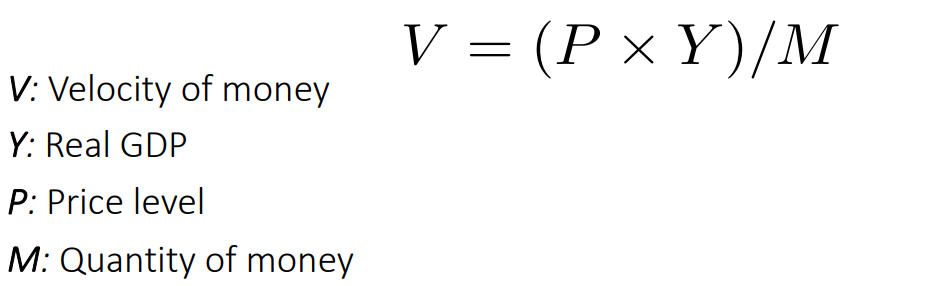 V = (P × Y)/M
V: Velocity of money
Y: Real GDP
P: Price level
M: Quantity of money